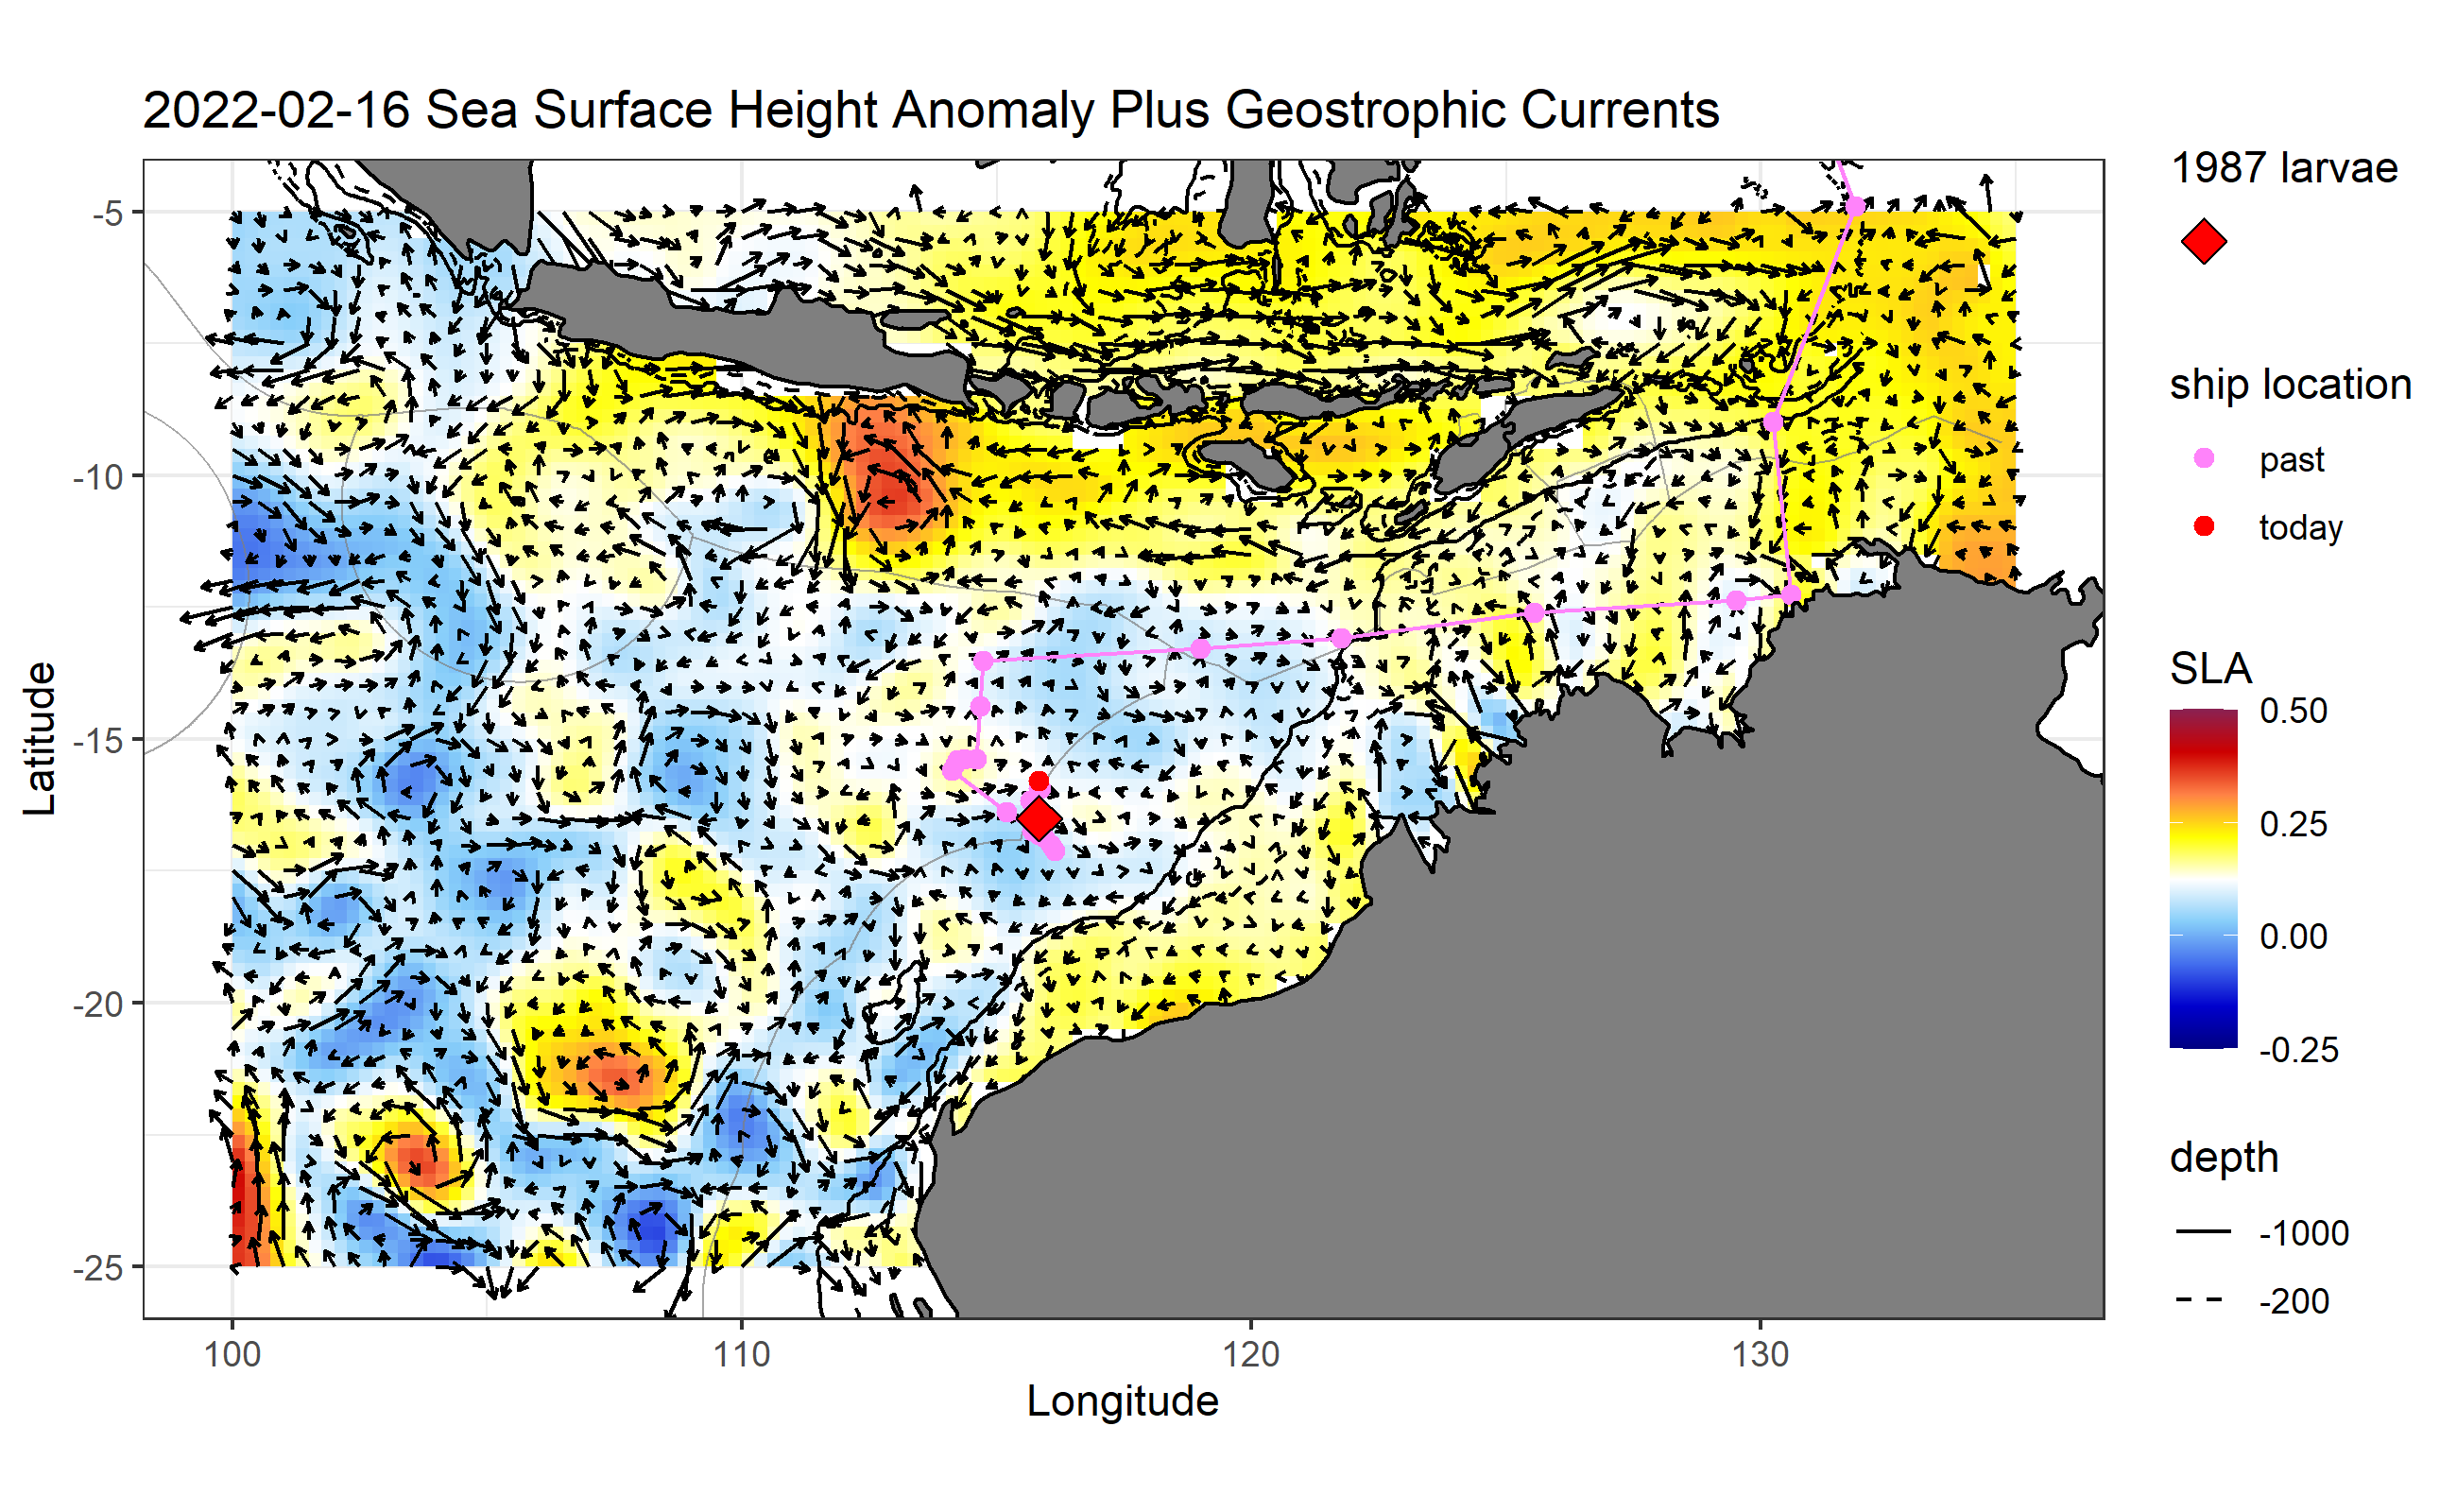 2022-02-16 Sea Surface Height Anomaly Plus Geostrophic Currents
Latitude
-5
-10
-15
-20
-25
100
110
120
130
Longitude
1987 larvae
ship location
past
today
SLA
0.50
0.25
0.00
-0.25
depth
-1000
-200